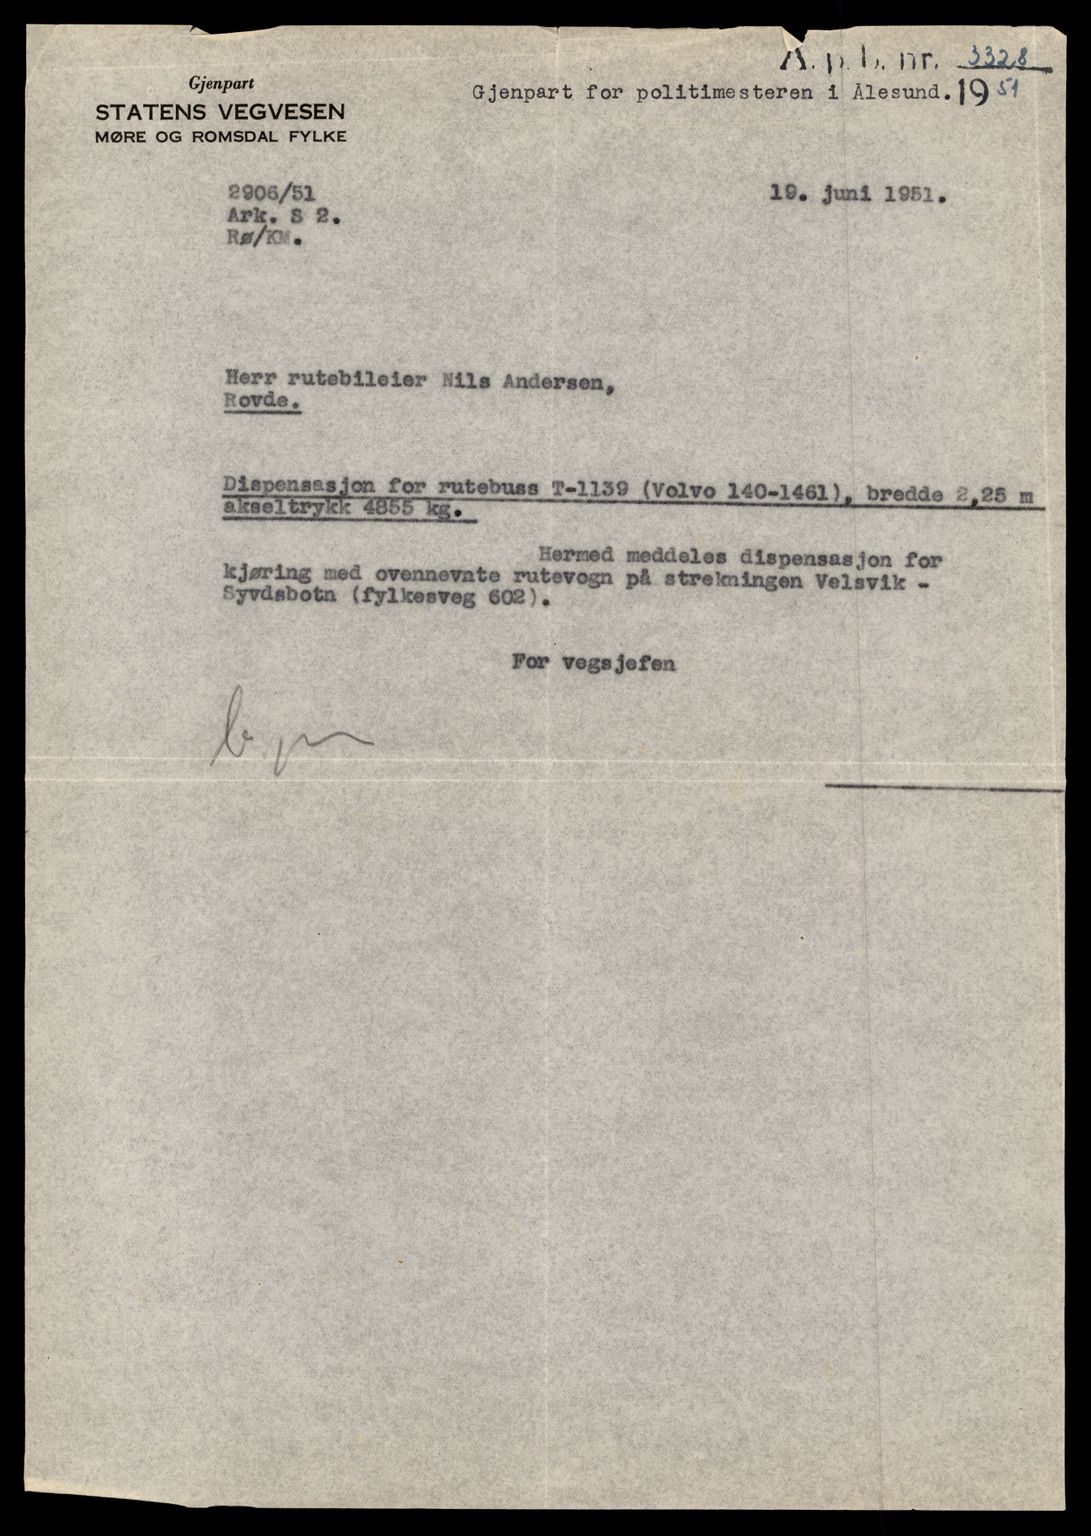 A. p. b. nr. 3328
Gjenpart
Gjenpart for politimesteren i Ålesund. 1951
STATENS VEGVESEN
MØRE OG ROMSDAL FYLKE
2906/51
19. juni 1951.
Ark. S 2.
Rø/KM.
Herr rutebileier Nils Andersen,
Rovde.
Dispensasjon for rutebuss T-1139 (Volvo 140-1461), bredde 2,25 m
akseltrykk 4855 kg.
Hermed meddeles dispensasjon for
kjøring med ovennevnte rutevogn på strekningen Velsvik -
Syvdsbotn (fylkesveg 602).
For vegsjefen